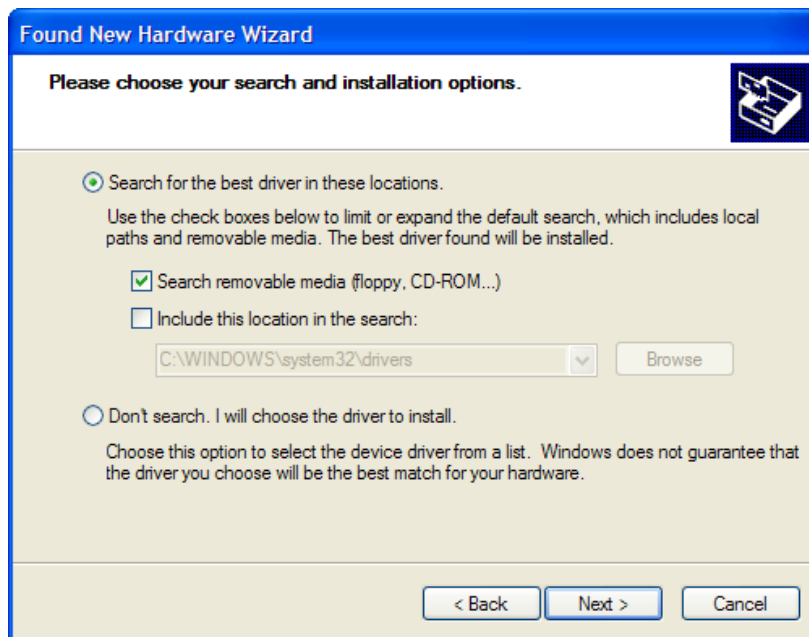 Found New Hardware Wizard
Please choose your search and installation options.
Search for the best driver in these locations.
Use the check boxes below to limit or expand the default search, which includes local
paths and removable media. The best driver found will be installed.
Search removable media (floppy, CD-ROM...)
Include this location in the search:
C:\WINDOWS\system32\drivers
Browse
Don't search. I will choose the driver to install.
Choose this option to select the device driver from a list.  Windows does not guarantee that
the driver you choose will be the best match for your hardware.
< Back
Next >
Cancel